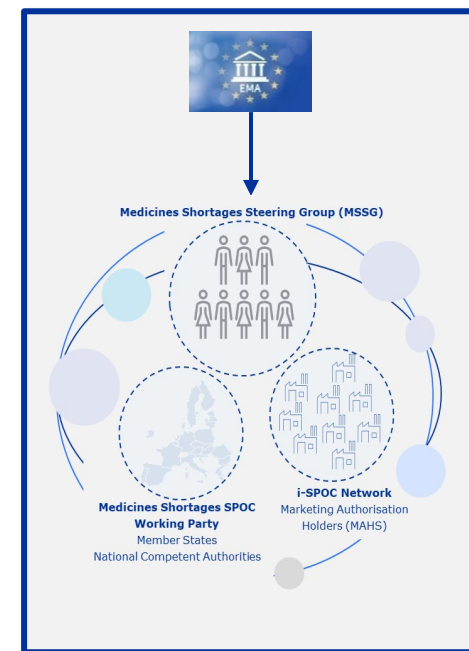 EMA
Medicines Shortages Steering Group (MSSG)
Medicines Shortages SPOC
Working Party
Member States
National Competent Authorities
i-SPOC Network
Marketing Authorisation
Holders (MAHS)